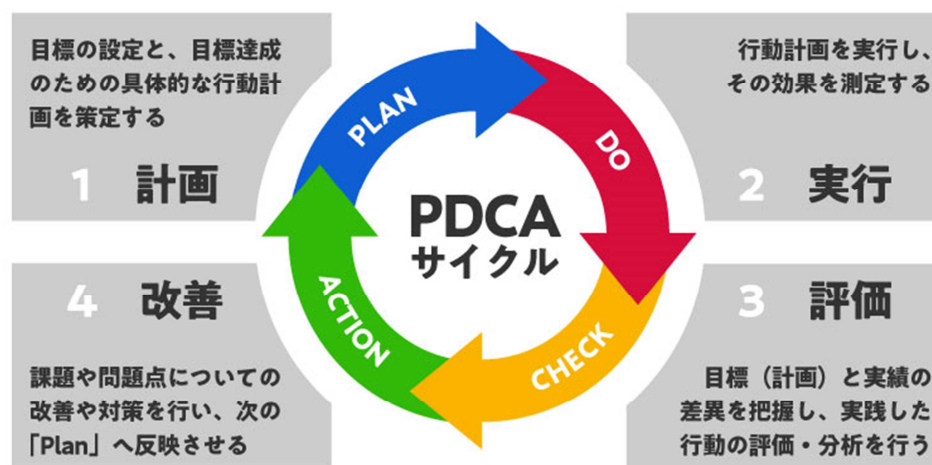 目標の設定と、目標達成
のための具体的な行動計
画を策定する
1 計画
行動計画を実行し、
その効果を測定する
2 実行
PLAN
DO
PDCA
サイクル
CHECK
ACTION
4 改善
課題や問題点についての
改善や対策を行い、次の
「Plan」へ反映させる
3 評価
目標（計画）と実績の
差異を把握し、実践した
行動の評価・分析を行う